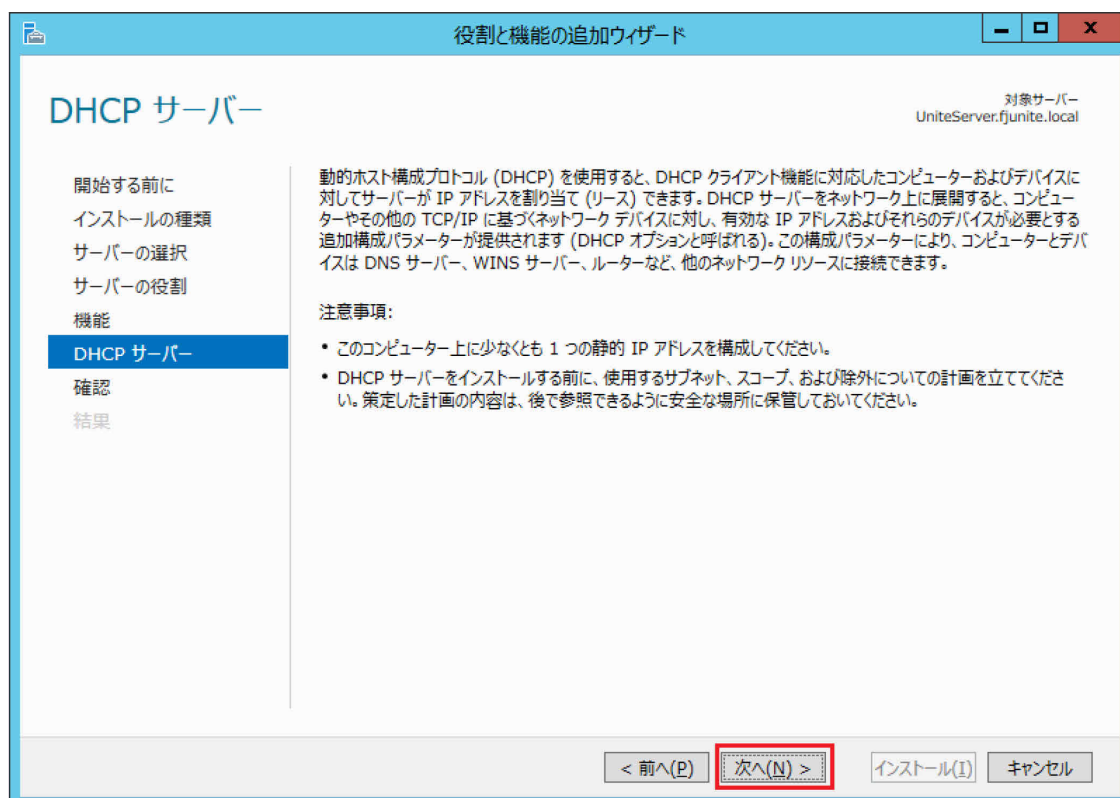 役割と機能の追加ウィザード
DHCP サーバー
対象サーバー
UniteServer.fjunite.local
開始する前に
インストールの種類
サーバーの選択
サーバーの役割
機能
DHCP サーバー
確認
結果
動的ホスト構成プロトコル (DHCP) を使用すると、DHCP クライアント機能に対応したコンピューターおよびデバイスに
対してサーバーが IP アドレスを割り当て (リース) できます。DHCP サーバーをネットワーク上に展開すると、コンピュー
ターやその他の TCP/IP に基づくネットワーク デバイスに対し、有効な IP アドレスおよびそれらのデバイスが必要とする
追加構成パラメーターが提供されます (DHCP オプションと呼ばれる)。この構成パラメーターにより、コンピューターとデバ
イスは DNS サーバー、WINS サーバー、ルーターなど、他のネットワーク リソースに接続できます。
注意事項:
• このコンピューター上に少なくとも 1 つの静的 IP アドレスを構成してください。
• DHCP サーバーをインストールする前に、使用するサブネット、スコープ、および除外についての計画を立ててくださ
い。策定した計画の内容は、後で参照できるように安全な場所に保管しておいてください。
< 前へ(P)
次へ(N) >
インストール(I)
キャンセル